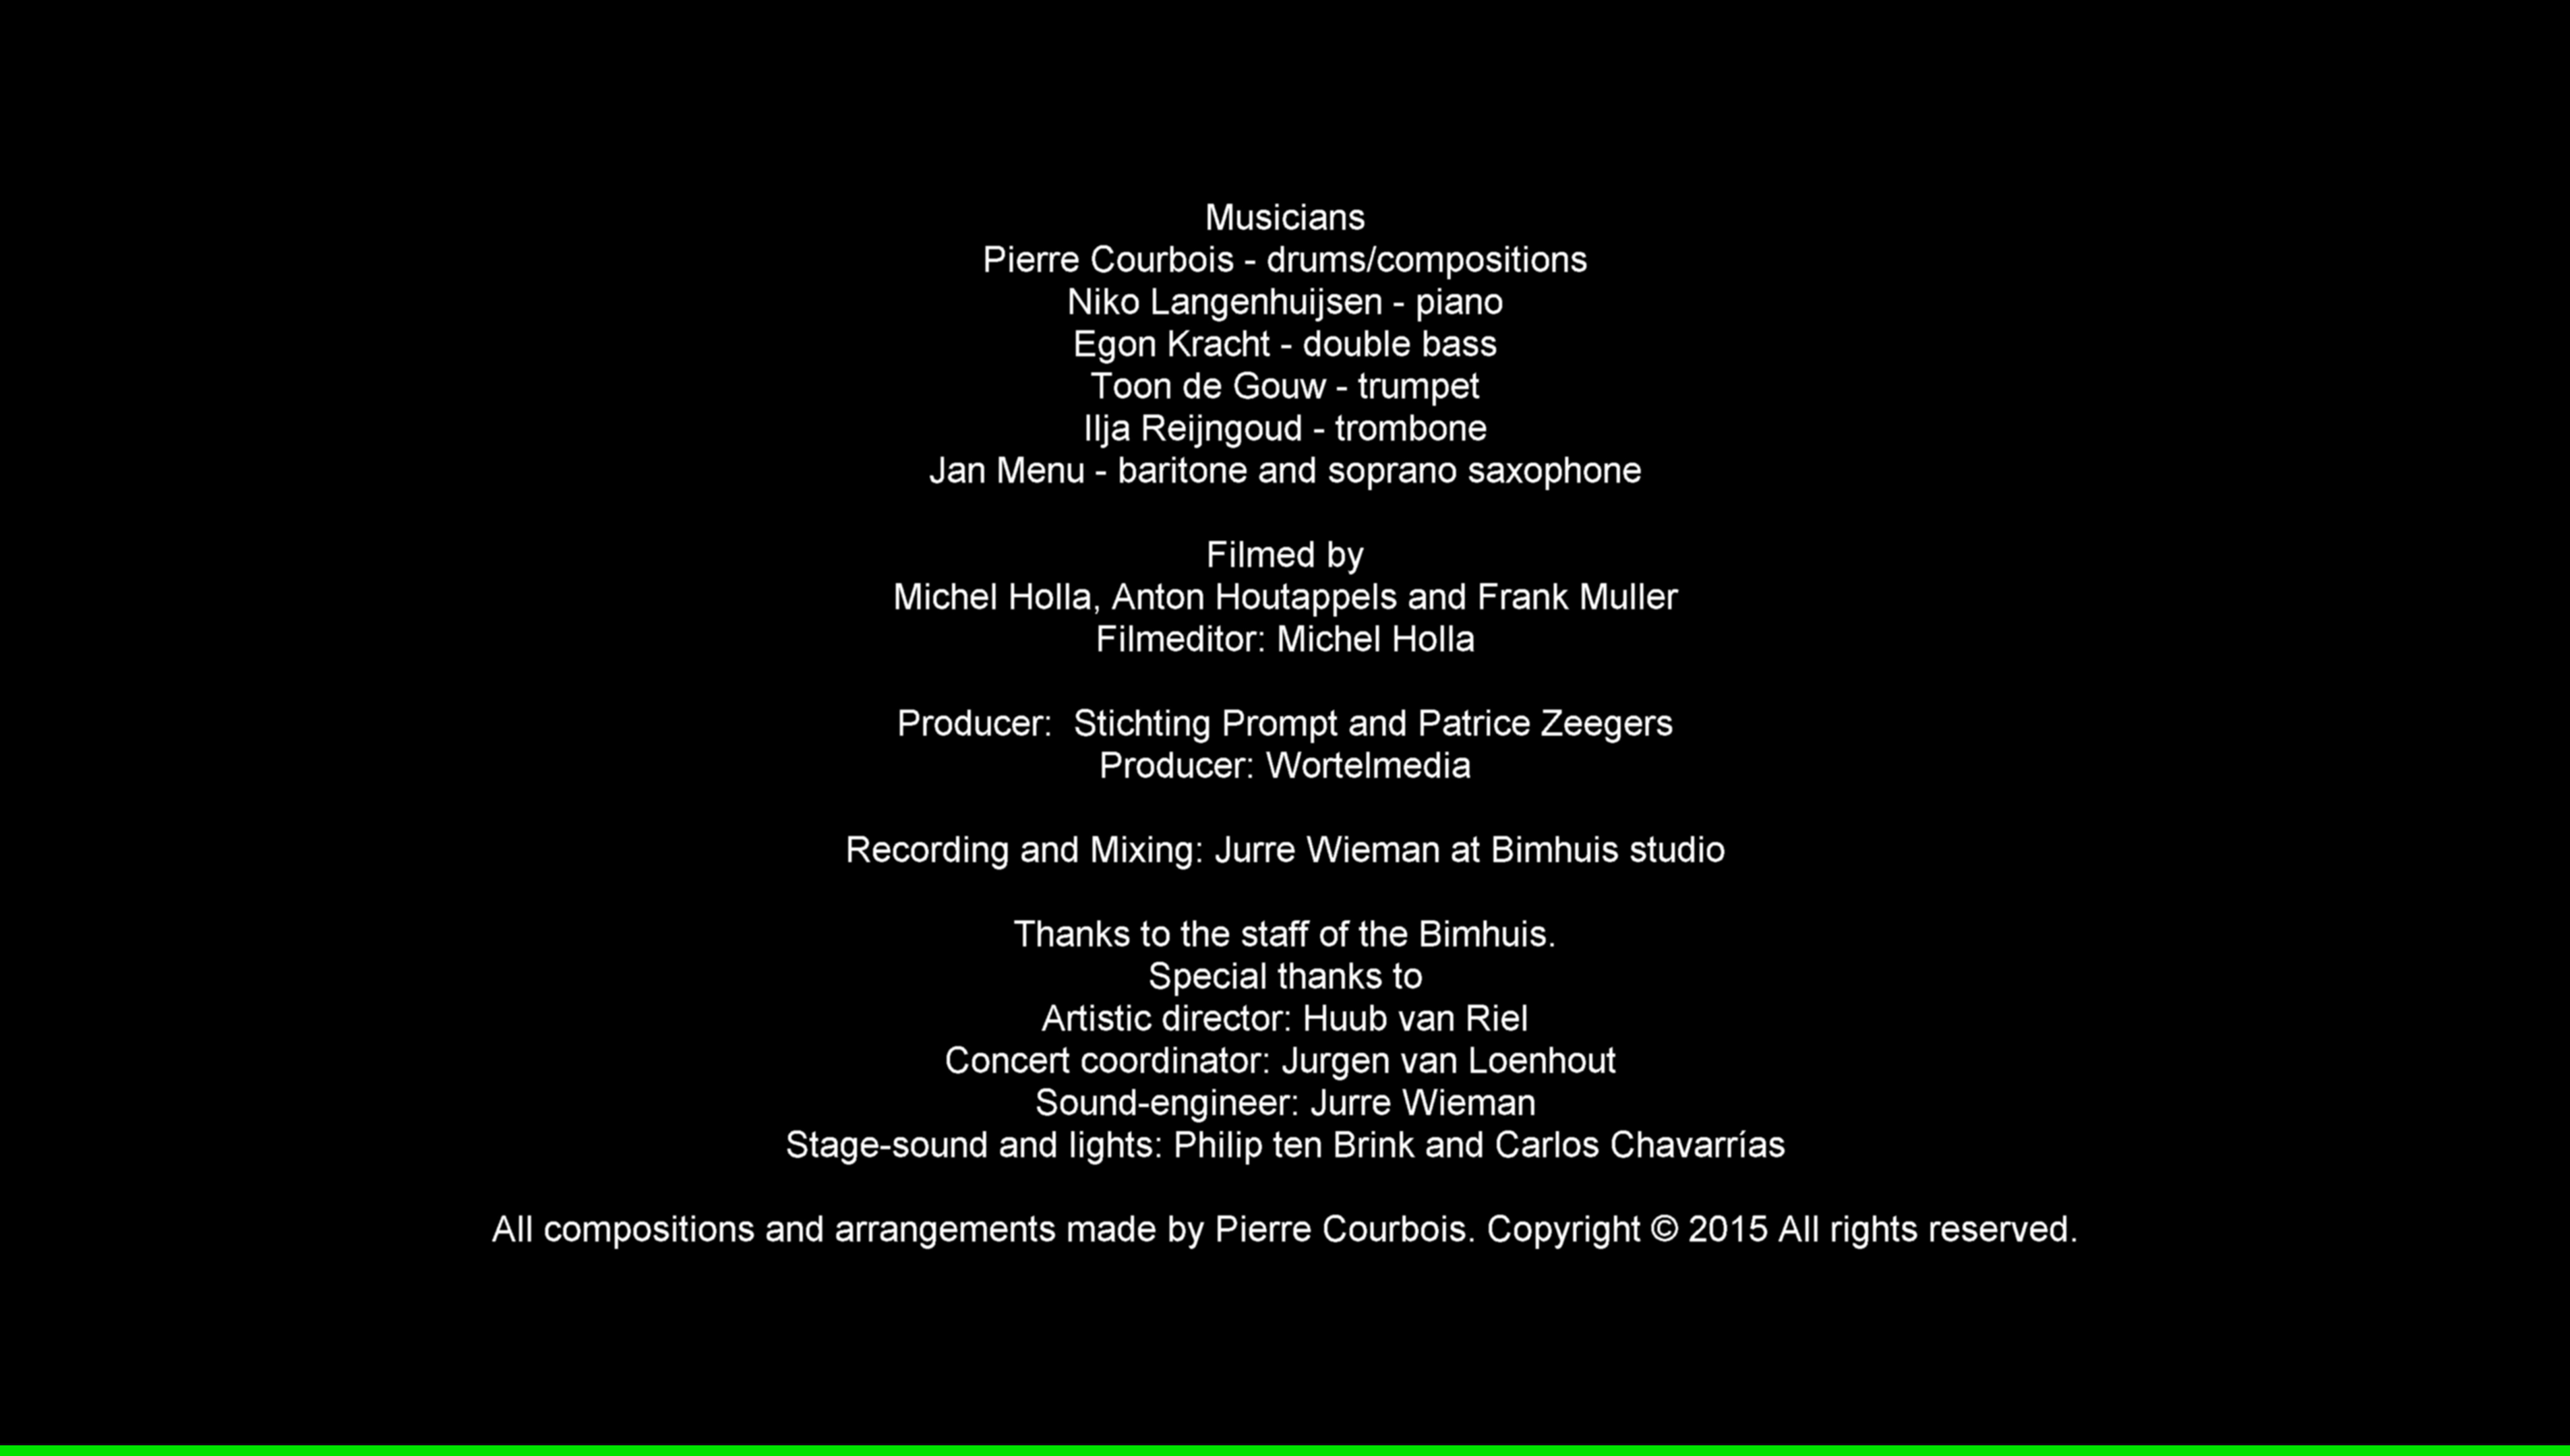 Musicians
Pierre Courbois - drums/compositions
Niko Langenhuijsen - piano
Egon Kracht - double bass
Toon de Gouw - trumpet
Ilja Reijngoud - trombone
Jan Menu - baritone and soprano saxophone
Filmed by
Michel Holla, Anton Houtappels and Frank Muller
Filmeditor: Michel Holla
Producer:  Stichting Prompt and Patrice Zeegers
Producer: Wortelmedia
Recording and Mixing: Jurre Wieman at Bimhuis studio
Thanks to the staff of the Bimhuis.
Special thanks to
Artistic director: Huub van Riel
Concert coordinator: Jurgen van Loenhout
Sound-engineer: Jurre Wieman
Stage-sound and lights: Philip ten Brink and Carlos Chavarrías
All compositions and arrangements made by Pierre Courbois. Copyright © 2015 All rights reserved.